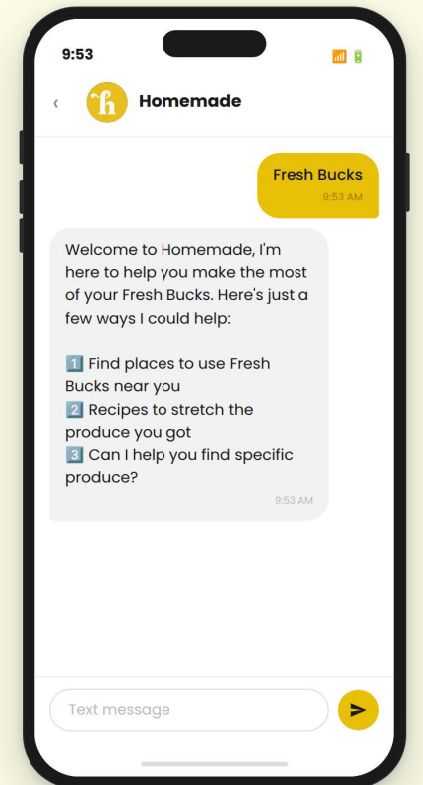 9:53
Homemade
Fresh Bucks
9:53 AM
Welcome to Homemade, I'm
here to help you make the most
of your Fresh Bucks. Here's just a
few ways I could help:
1 Find places to use Fresh
Bucks near you
2 Recipes to stretch the
produce you got
3 Can I help you find specific
produce?
9:53 AM
Text message